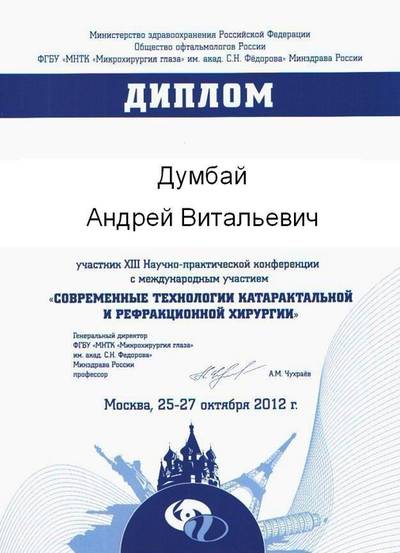 Министерство здравоохранения Российской Федерации
Общество офтальмологов России
ФГБУ «МНТК «Микрохирургия глаза» им. акад. С.Н. Фёдорова» Минздрава России
ДИПЛОМ
Думбай
Андрей Витальевич
участник XIII Научно-практической конференции
с международным участием
«СОВРЕМЕННЫЕ ТЕХНОЛОГИИ КАТАРАКТАЛЬНОЙ
И РЕФРАКЦИОННОЙ ХИРУРГИИ»
Генеральный директор
ФГБУ «МНТК «Микрохирургия глаза»
им. акад. С.Н. Федорова»
Минздрава России
профессор
А.М. Чухраёв
Москва, 25-27 октября 2012 г.